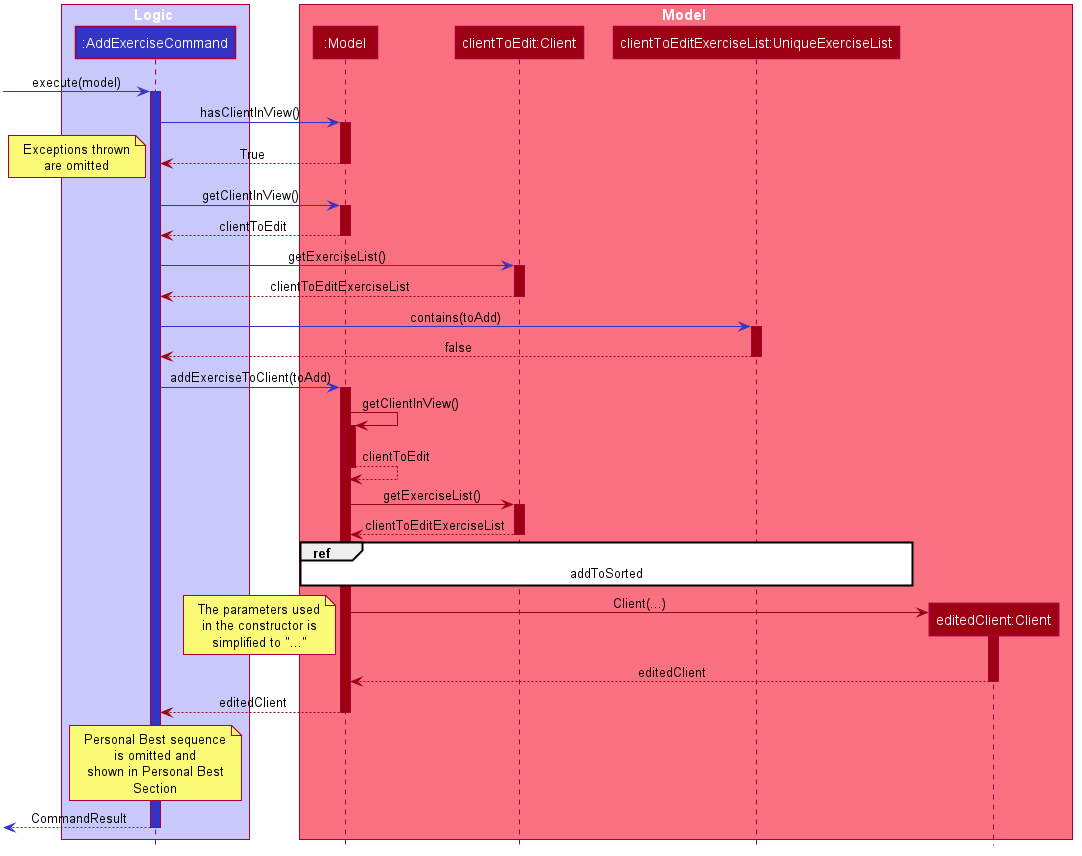 Logic
Model
:AddExerciseCommand
:Model
clientToEdit:Client
clientToEditExerciseList:UniqueExerciseList
execute(model)
hasClientInView()
Exceptions thrown
are omitted
True
getClientInView()
clientToEdit
getExerciseList()
clientToEditExerciseList
contains(toAdd)
false
addExerciseToClient(toAdd)
getClientInView()
clientToEdit
getExerciseList()
clientToEditExerciseList
ref
addToSorted
The parameters used
in the constructor is
simplified to "..."
Client(...)
editedClient:Client
editedClient
editedClient
Personal Best sequence
is omitted and
shown in Personal Best
Section
CommandResult